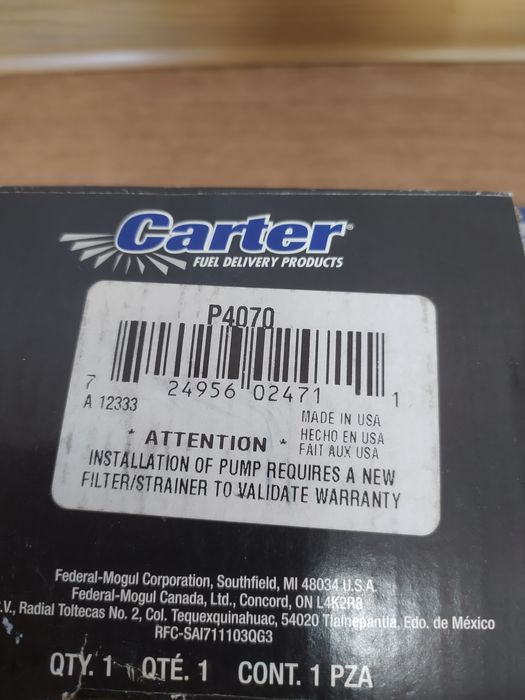 Carter
FUEL DELIVERY PRODUCTS
P4070
7 24956 02471 1
A 12333
MADE IN USA
HECHO EN USA
FAIT AUX USA
* ATTENTION *
INSTALLATION OF PUMP REQUIRES A NEW
FILTER/STRAINER TO VALIDATE WARRANTY
Federal-Mogul Corporation, Southfield, MI 48034 U.S.A.
Federal-Mogul Canada, Ltd., Concord, ON L4K2R8
.V., Radial Toltecas No. 2, Col. Tequexquinahuac, 54020 Tlalnepantla, Edo. de México
RFC-SAI711103QG3
QTY. 1 QTÉ. 1 CONT. 1 PZA